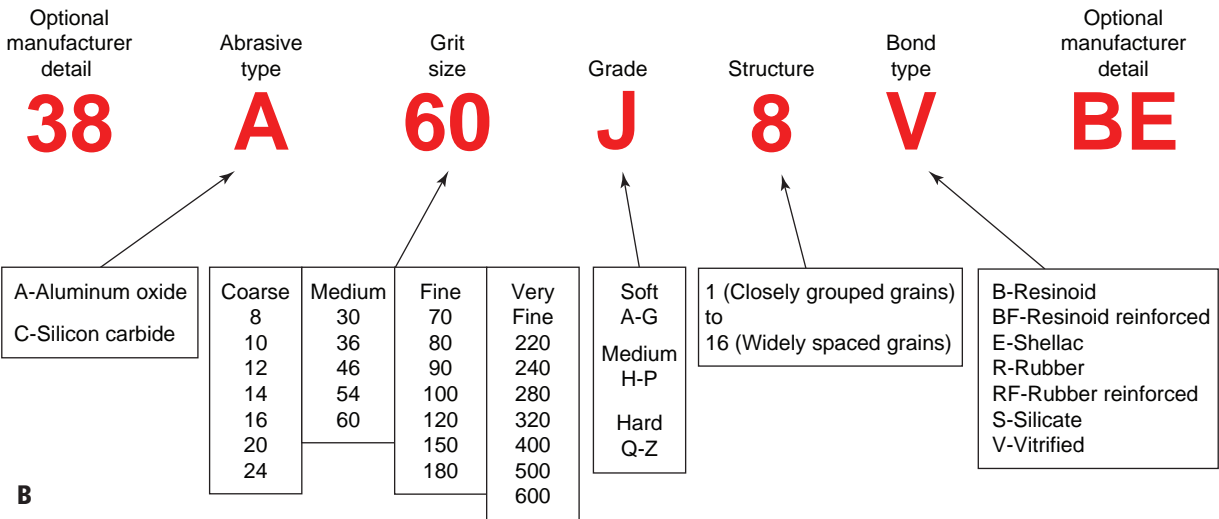 Optional
manufacturer
detail
38
Abrasive
type
A
Grit
size
60
Grade
J
Structure
8
Bond
type
V
Optional
manufacturer
detail
BE
A-Aluminum oxide
C-Silicon carbide
Coarse
8
10
12
14
16
20
24
Medium
30
36
46
54
60
Fine
70
80
90
100
120
150
180
Very
Fine
220
240
280
320
400
500
600
Soft
A-G
Medium
H-P
Hard
Q-Z
1 (Closely grouped grains)
to
16 (Widely spaced grains)
B-Resinoid
BF-Resinoid reinforced
E-Shellac
R-Rubber
RF-Rubber reinforced
S-Silicate
V-Vitrified
B